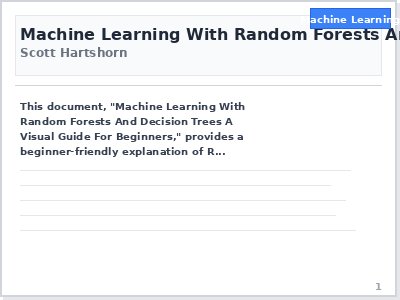 Machine Learning
Machine Learning With Random Forests A
Scott Hartshorn
This document, "Machine Learning With
Random Forests And Decision Trees A
Visual Guide For Beginners," provides a
beginner-friendly explanation of R...
1